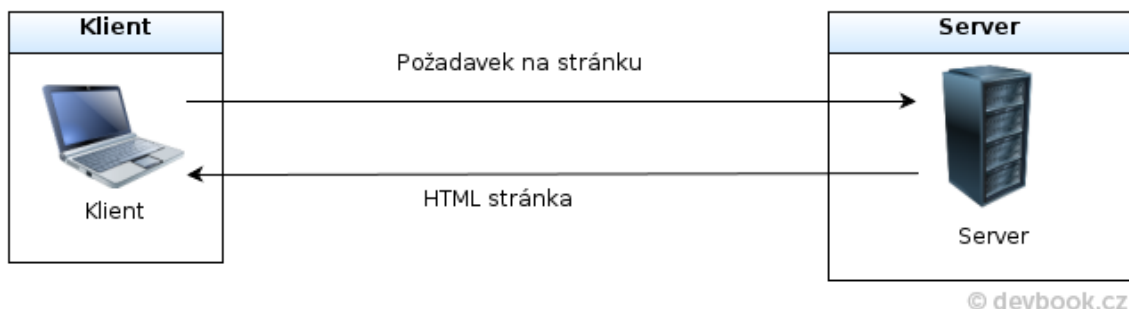 Klient
Server
Požadavek na stránku
HTML stránka
Klient
Server
© devbook.cz